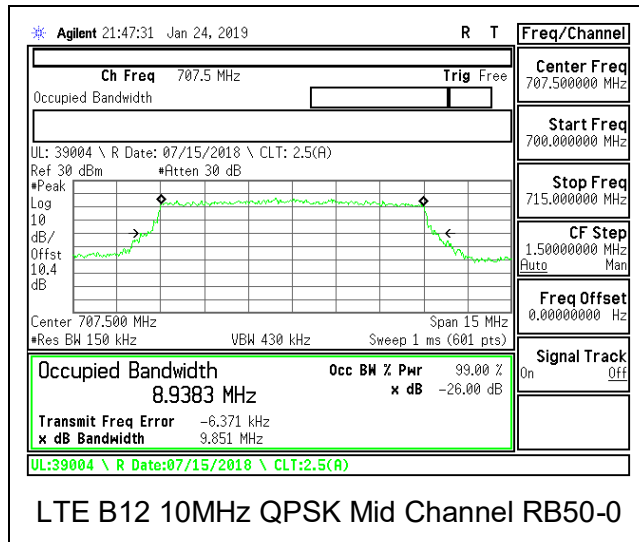 Agilent 21:47:31 Jan 24, 2019 R T Freq/Channel
Ch Freq 707.5 MHz Trig Free
Occupied Bandwidth
Center Freq
707.500000 MHz
Start Freq
700.000000 MHz
UL: 39004 \ R Date: 07/15/2018 \ CLT: 2.5(A)
Ref 30 dBm #Atten 30 dB
#Peak
Log
10
dB/
Offst
10.4
dB
Stop Freq
715.000000 MHz
CF Step
1.50000000 MHz
Auto Man
Freq Offset
0.00000000 Hz
Center 707.500 MHz Span 15 MHz
#Res BW 150 kHz VBW 430 kHz Sweep 1 ms (601 pts)
Signal Track
On Off
Occupied Bandwidth Occ BW % Pwr 99.00 %
8.9383 MHz x dB -26.00 dB
Transmit Freq Error -6.371 kHz
x dB Bandwidth 9.851 MHz
UL:39004 \ R Date:07/15/2018 \ CLT:2.5(A)
LTE B12 10MHz QPSK Mid Channel RB50-0